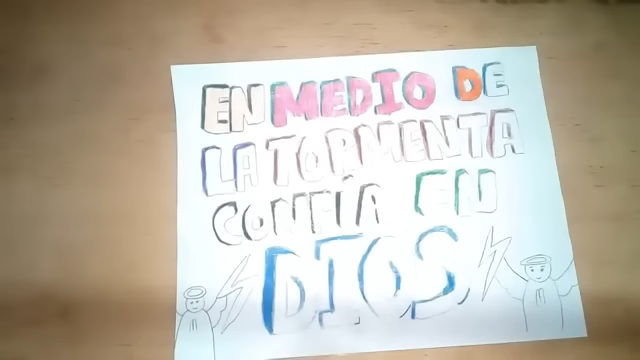 EN MEDIO DE
LA TORMENTA
CONFÍA EN
DIOS